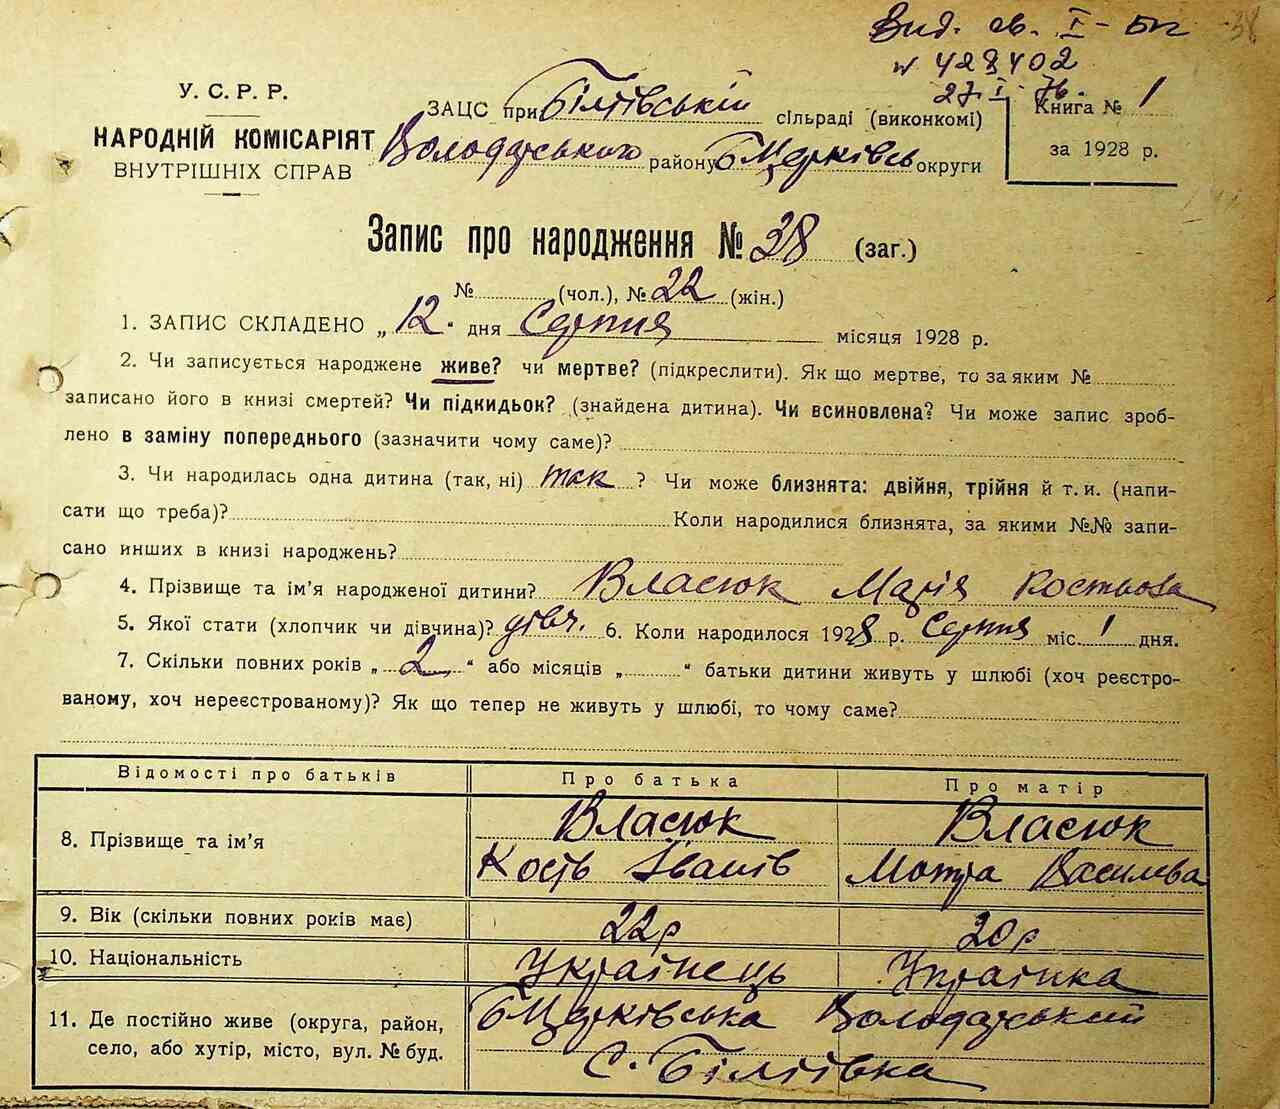 Вид. св. I - БК 38
№ 423402
27 I 76.
У. С. Р. Р.
НАРОДНІЙ КОМІСАРІЯТ
ВНУТРІШНІХ СПРАВ
ЗАЦС при Біліївській сільраді (виконкомі)
Володарського району БЦерківсь округи
Книга № 1
за 1928 р.
Запис про народження № 38 (заг.)
№ (чол.), № 22 (жін.)
1. ЗАПИС СКЛАДЕНО „12“ дня Серпня місяця 1928 р.
2. Чи записується народжене живе? чи мертве? (підкреслити). Як що мертве, то за яким №
записано його в книзі смертей? Чи підкидьок? (знайдена дитина). Чи всиновлена? Чи може запис зроб-
лено в заміну попереднього (зазначити чому саме)?
3. Чи народилась одна дитина (так, ні) так ? Чи може близнята: двійня, трійня й т. и. (напи-
сати що треба)? Коли народилися близнята, за якими №№ запи-
сано инших в книзі народжень?
4. Прізвище та ім'я народженої дитини? Власюк Марія Костьова
5. Якої статі (хлопчик чи дівчина)? дівч. 6. Коли народилося 1928 р. Серпня міс. 1 дня.
7. Скільки повних років „2“ або місяців „ “ батьки дитини живуть у шлюбі (хоч реєстро-
ваному, хоч нереєстрованому)? Як що тепер не живуть у шлюбі, то чому саме?
Відомості про батьків Про батька Про матір
8. Прізвище та ім'я Власюк Кость Іванів Власюк Мотра Василева
9. Вік (скільки повних років має) 22р 20р
10. Національність Українець Українка
11. Де постійно живе (округа, район, БЦерківська Володарський
село, або хутір, місто, вул. № буд. С. Біліївка